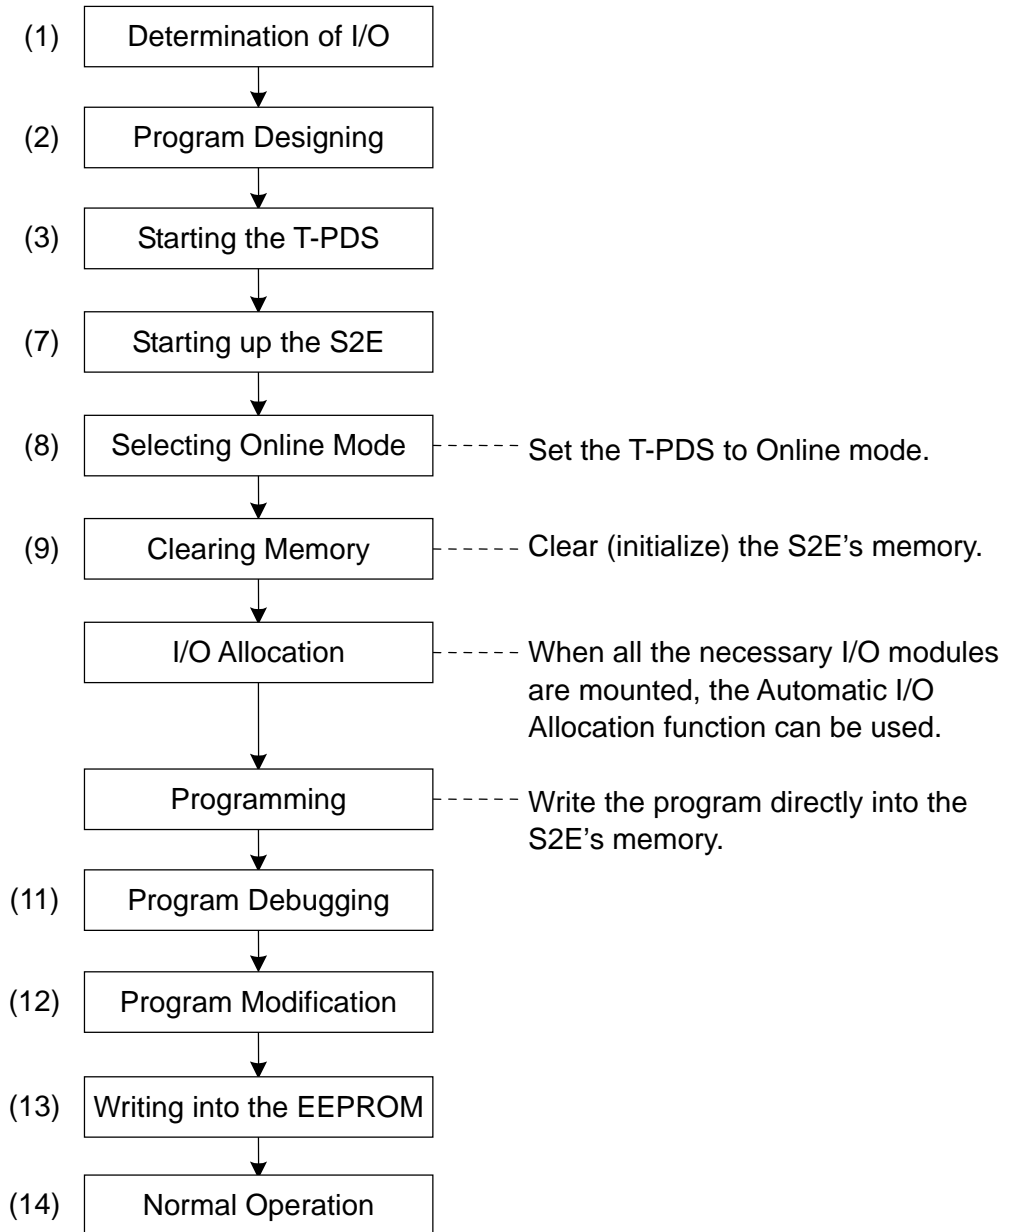 (1) Determination of I/O
(2) Program Designing
(3) Starting the T-PDS
(7) Starting up the S2E
(8) Selecting Online Mode Set the T-PDS to Online mode.
(9) Clearing Memory Clear (initialize) the S2E’s memory.
I/O Allocation When all the necessary I/O modules
are mounted, the Automatic I/O
Allocation function can be used.
Programming Write the program directly into the
S2E’s memory.
(11) Program Debugging
(12) Program Modification
(13) Writing into the EEPROM
(14) Normal Operation